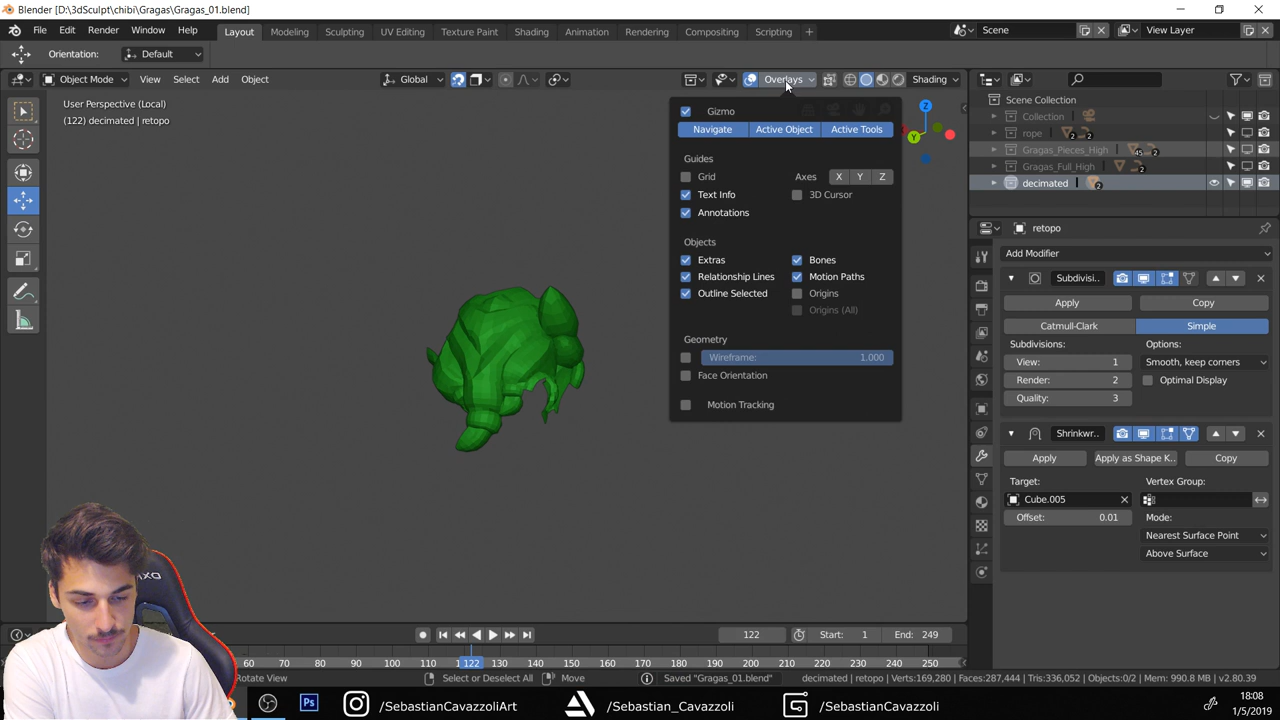 Blender [D:\3dSculpt\chibi\Gragas\Gragas_01.blend]
File Edit Render Window Help Layout Modeling Sculpting UV Editing Texture Paint Shading Animation Rendering Compositing Scripting + Scene View Layer
Orientation: Default
Object Mode View Select Add Object Global Overlays Shading
User Perspective (Local)
(122) decimated | retopo
Gizmo
Navigate Active Object Active Tools
Guides
Grid Axes X Y Z
Text Info 3D Cursor
Annotations
Objects
Extras Bones
Relationship Lines Motion Paths
Outline Selected Origins
Origins (All)
Geometry
Wireframe: 1.000
Face Orientation
Motion Tracking
Z
Y
Scene Collection
Collection
rope 2 2
Gragas_Pieces_High 45 2
Gragas_Full_High 2
decimated 2
retopo
Add Modifier
Subdivisi..
Apply Copy
Catmull-Clark Simple
Subdivisions: Options:
View: 1 Smooth, keep corners
Render: 2 Optimal Display
Quality: 3
Shrinkwr..
Apply Apply as Shape K.. Copy
Target: Vertex Group:
Cube.005
Offset: 0.01 Mode:
Nearest Surface Point
Above Surface
122 Start: 1 End: 249
60 70 80 90 100 110 122 130 140 150 160 170 180 190 200 210 220 230 240 250
Rotate View Select or Deselect All Move Saved "Gragas_01.blend" decimated | retopo | Verts:169,280 | Faces:287,444 | Tris:336,052 | Objects:0/2 | Mem: 990.8 MB | v2.80.39
Ps /SebastianCavazzoliArt /Sebastian_Cavazzoli /SebastianCavazzoli
18:08
1/5/2019